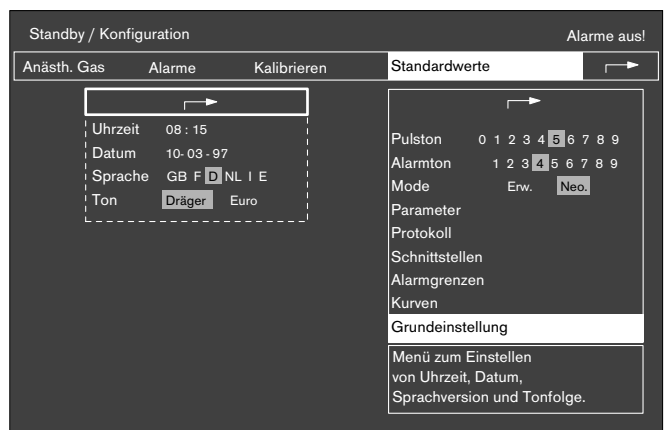 Standby / Konfiguration Alarme aus!
Anästh. Gas Alarme Kalibrieren Standardwerte
Uhrzeit 08 : 15
Datum 10- 03 - 97
Sprache GB F D NL I E
Ton Dräger Euro
Pulston 0 1 2 3 4 5 6 7 8 9
Alarmton 1 2 3 4 5 6 7 8 9
Mode Erw. Neo.
Parameter
Protokoll
Schnittstellen
Alarmgrenzen
Kurven
Grundeinstellung
Menü zum Einstellen
von Uhrzeit, Datum,
Sprachversion und Tonfolge.